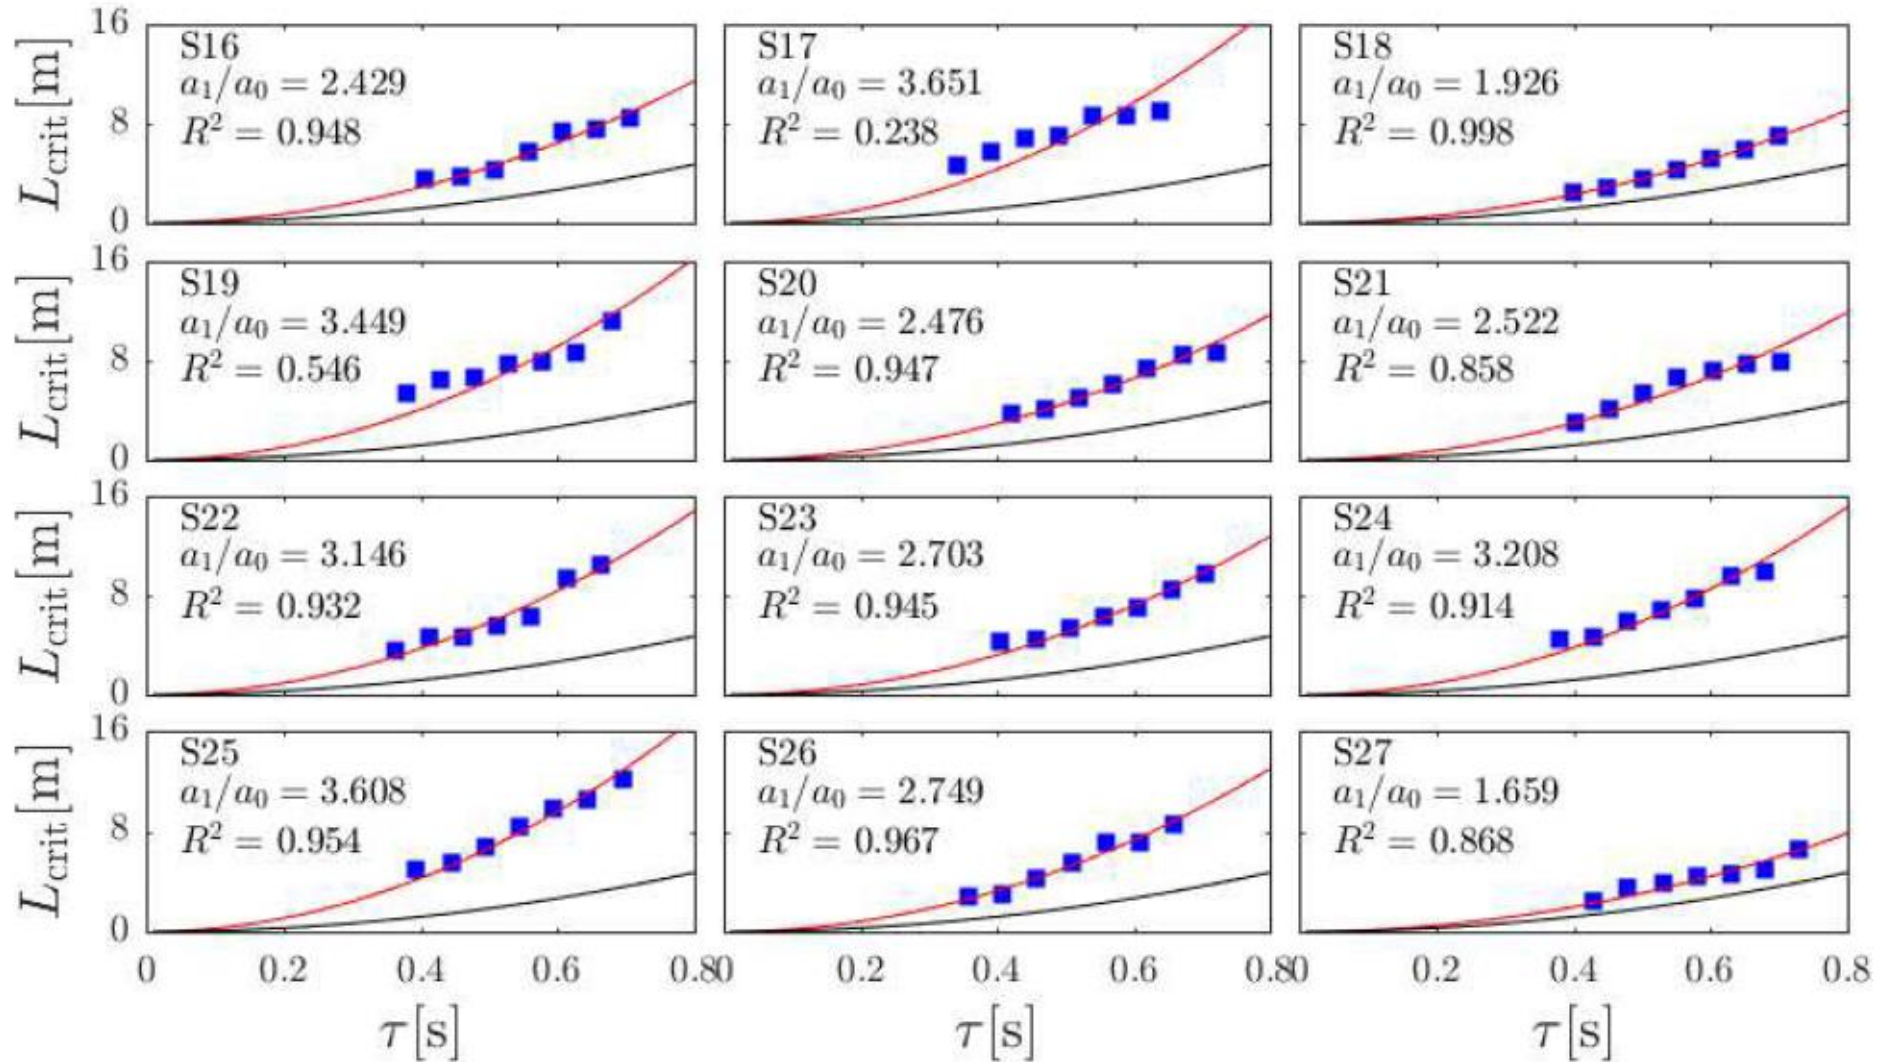 16
8
0
L_crit[m]
S16
a₁/a₀ = 2.429
R² = 0.948
S17
a₁/a₀ = 3.651
R² = 0.238
S18
a₁/a₀ = 1.926
R² = 0.998
16
8
0
L_crit[m]
S19
a₁/a₀ = 3.449
R² = 0.546
S20
a₁/a₀ = 2.476
R² = 0.947
S21
a₁/a₀ = 2.522
R² = 0.858
16
8
0
L_crit[m]
S22
a₁/a₀ = 3.146
R² = 0.932
S23
a₁/a₀ = 2.703
R² = 0.945
S24
a₁/a₀ = 3.208
R² = 0.914
16
8
0
L_crit[m]
S25
a₁/a₀ = 3.608
R² = 0.954
S26
a₁/a₀ = 2.749
R² = 0.967
S27
a₁/a₀ = 1.659
R² = 0.868
0 0.2 0.4 0.6 0.8
0 0.2 0.4 0.6 0.8
0 0.2 0.4 0.6 0.8
τ[s]
τ[s]
τ[s]